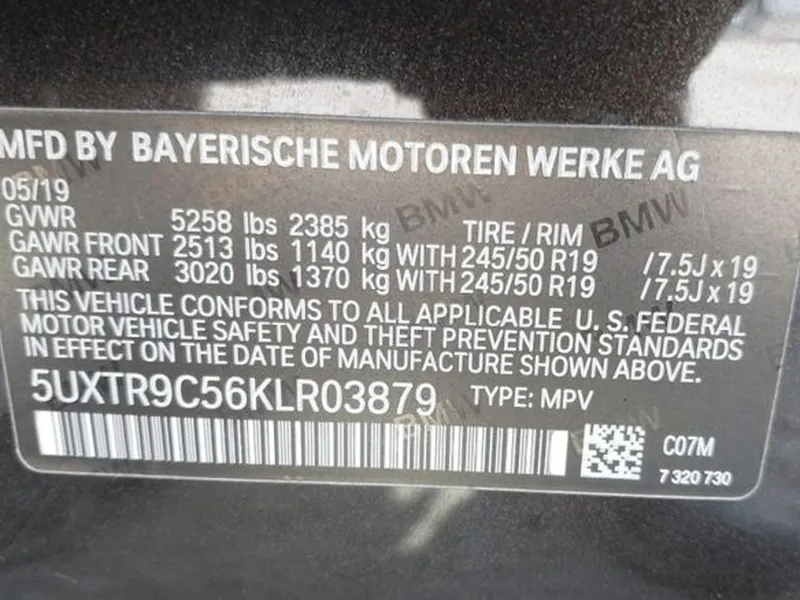 MFD BY BAYERISCHE MOTOREN WERKE AG
05/19
GVWR 5258 lbs 2385 kg TIRE / RIM
GAWR FRONT 2513 lbs 1140 kg WITH 245/50 R19 / 7.5J x 19
GAWR REAR 3020 lbs 1370 kg WITH 245/50 R19 / 7.5J x 19
THIS VEHICLE CONFORMS TO ALL APPLICABLE U. S. FEDERAL
MOTOR VEHICLE SAFETY AND THEFT PREVENTION STANDARDS
IN EFFECT ON THE DATE OF MANUFACTURE SHOWN ABOVE.
5UXTR9C56KLR03879 TYPE: MPV
C07M
7 320 730
BMW
BMW